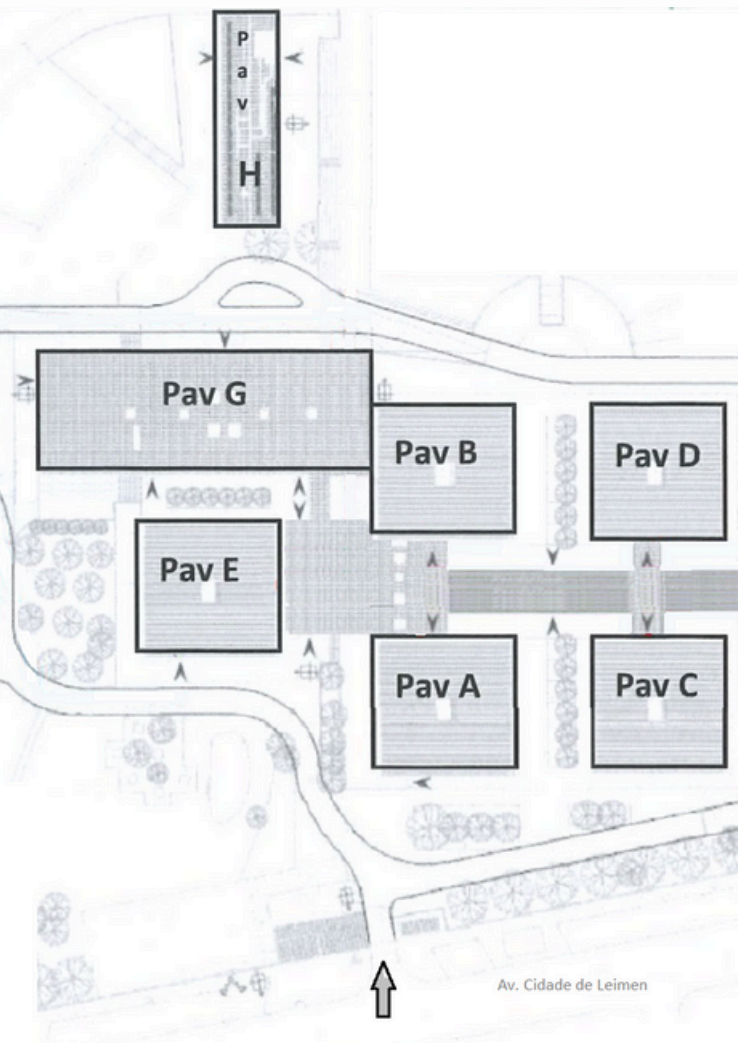 P
a
v
H
Pav G
Pav B
Pav D
Pav E
Pav A
Pav C
Av. Cidade de Leimen